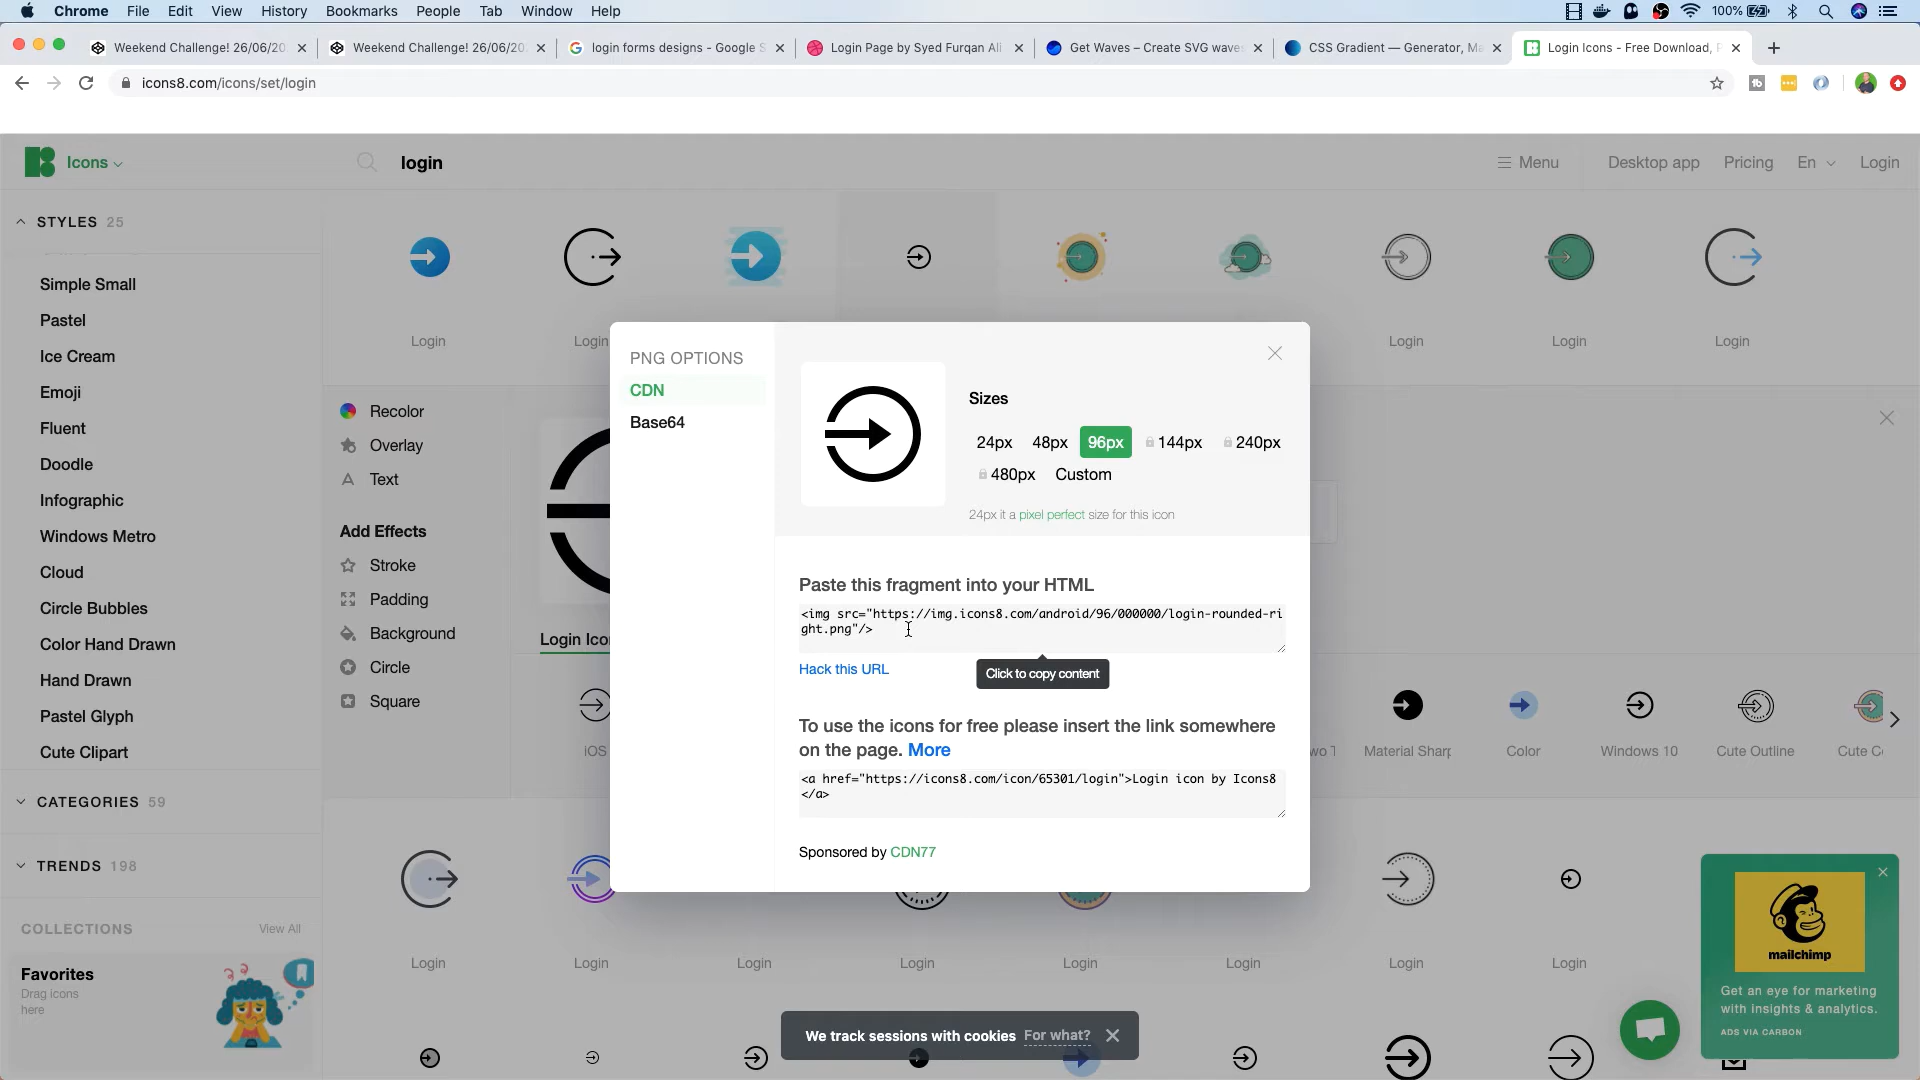 Chrome File Edit View History Bookmarks People Tab Window Help
100%
Weekend Challenge! 26/06/20
Weekend Challenge! 26/06/20
login forms designs - Google S
Login Page by Syed Furqan Ali
Get Waves – Create SVG waves
CSS Gradient — Generator, Ma
Login Icons - Free Download, P
icons8.com/icons/set/login
Icons
login
Menu
Desktop app
Pricing
En
Login
STYLES 25
Simple Small
Pastel
Ice Cream
Emoji
Fluent
Doodle
Infographic
Windows Metro
Cloud
Circle Bubbles
Color Hand Drawn
Hand Drawn
Pastel Glyph
Cute Clipart
CATEGORIES 59
TRENDS 198
COLLECTIONS
View All
Favorites
Drag icons
here
Login
Login
Login
Login
Login
Recolor
Overlay
Text
Add Effects
Stroke
Padding
Background
Circle
Square
Login Ico
iOS
PNG OPTIONS
CDN
Base64
Sizes
24px 48px 96px 144px 240px
480px Custom
24px it a pixel perfect size for this icon
Paste this fragment into your HTML
<img src="https://img.icons8.com/android/96/000000/login-rounded-ri
ght.png"/>
Hack this URL
Click to copy content
To use the icons for free please insert the link somewhere
on the page. More
<a href="https://icons8.com/icon/65301/login">Login icon by Icons8
</a>
Sponsored by CDN77
Material Sharp
Color
Windows 10
Cute Outline
Login
Login
Login
Login
Login
Login
Login
Login
We track sessions with cookies For what?
mailchimp
Get an eye for marketing
with insights & analytics.
ADS VIA CARBON